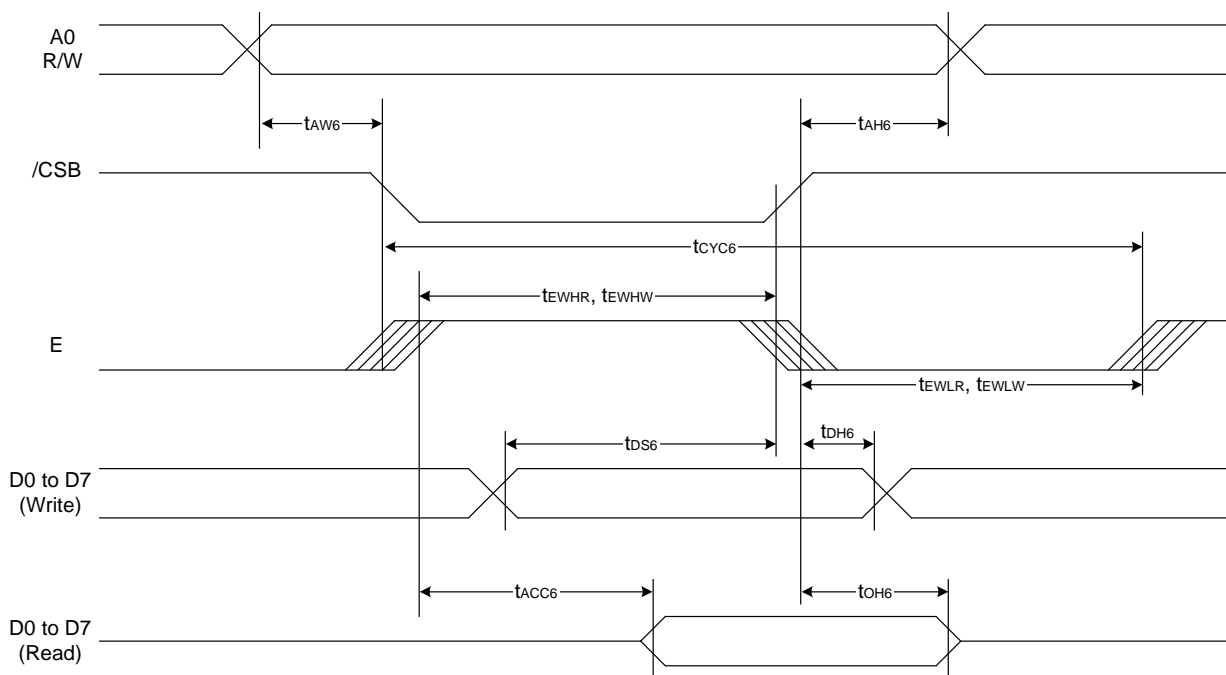 A0
R/W
tAW6
tAH6
/CSB
tCYC6
tEWHR, tEWHW
E
tEWLR, tEWLW
tDS6
tDH6
D0 to D7
(Write)
tACC6
tOH6
D0 to D7
(Read)